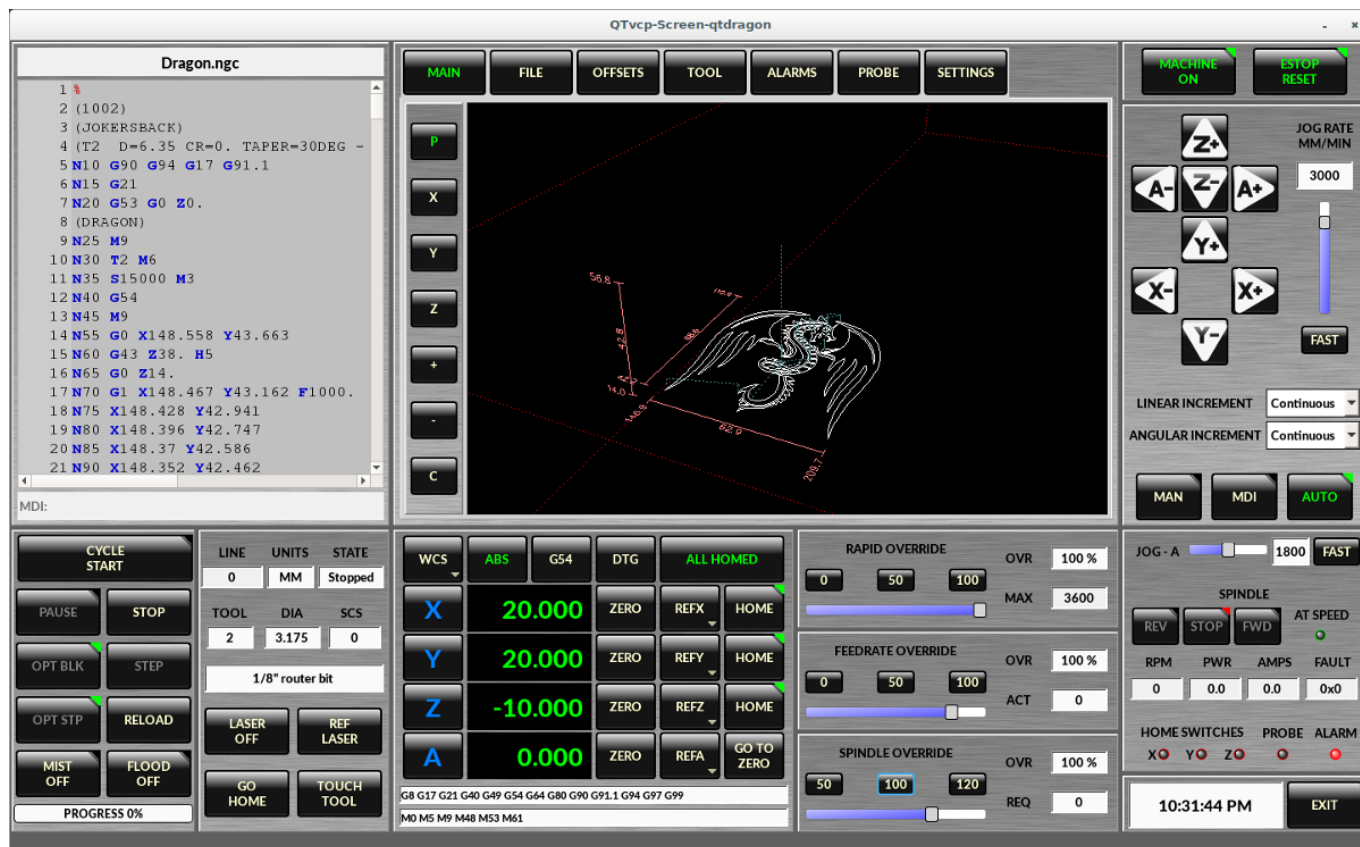 QTvcp-Screen-qtdragon
Dragon.ngc
1 %
2 (1002)
3 (JOKERSBACK)
4 (T2 D=6.35 CR=0. TAPER=30DEG -
5 N10 G90 G94 G17 G91.1
6 N15 G21
7 N20 G53 G0 Z0.
8 (DRAGON)
9 N25 M9
10 N30 T2 M6
11 N35 S15000 M3
12 N40 G54
13 N45 M9
14 N55 G0 X148.558 Y43.663
15 N60 G43 Z38. H5
16 N65 G0 Z14.
17 N70 G1 X148.467 Y43.162 F1000.
18 N75 X148.428 Y42.941
19 N80 X148.396 Y42.747
20 N85 X148.37 Y42.586
21 N90 X148.352 Y42.462
MDI:
MAIN FILE OFFSETS TOOL ALARMS PROBE SETTINGS
P
X
Y
Z
+
-
C
56.8
42.8
14.0
146.9
62.9
209.7
MACHINE ON
ESTOP RESET
JOG RATE
MM/MIN
3000
Z+
A- Z- A+
Y+
X- X+
Y-
FAST
LINEAR INCREMENT Continuous
ANGULAR INCREMENT Continuous
MAN MDI AUTO
CYCLE START
PAUSE STOP
OPT BLK STEP
OPT STP RELOAD
MIST OFF FLOOD OFF
PROGRESS 0%
LINE UNITS STATE
0 MM Stopped
TOOL DIA SCS
2 3.175 0
1/8" router bit
LASER OFF REF LASER
GO HOME TOUCH TOOL
WCS ABS G54 DTG ALL HOMED
X 20.000 ZERO REFX HOME
Y 20.000 ZERO REFY HOME
Z -10.000 ZERO REFZ HOME
A 0.000 ZERO REFA GO TO ZERO
G8 G17 G21 G40 G49 G54 G64 G80 G90 G91.1 G94 G97 G99
M0 M5 M9 M48 M53 M61
RAPID OVERRIDE OVR 100 %
0 50 100
MAX 3600
FEEDRATE OVERRIDE OVR 100 %
0 50 100
ACT 0
SPINDLE OVERRIDE OVR 100 %
50 100 120
REQ 0
JOG - A 1800 FAST
SPINDLE
REV STOP FWD AT SPEED
RPM PWR AMPS FAULT
0 0.0 0.0 0x0
HOME SWITCHES PROBE ALARM
X Y Z
10:31:44 PM EXIT